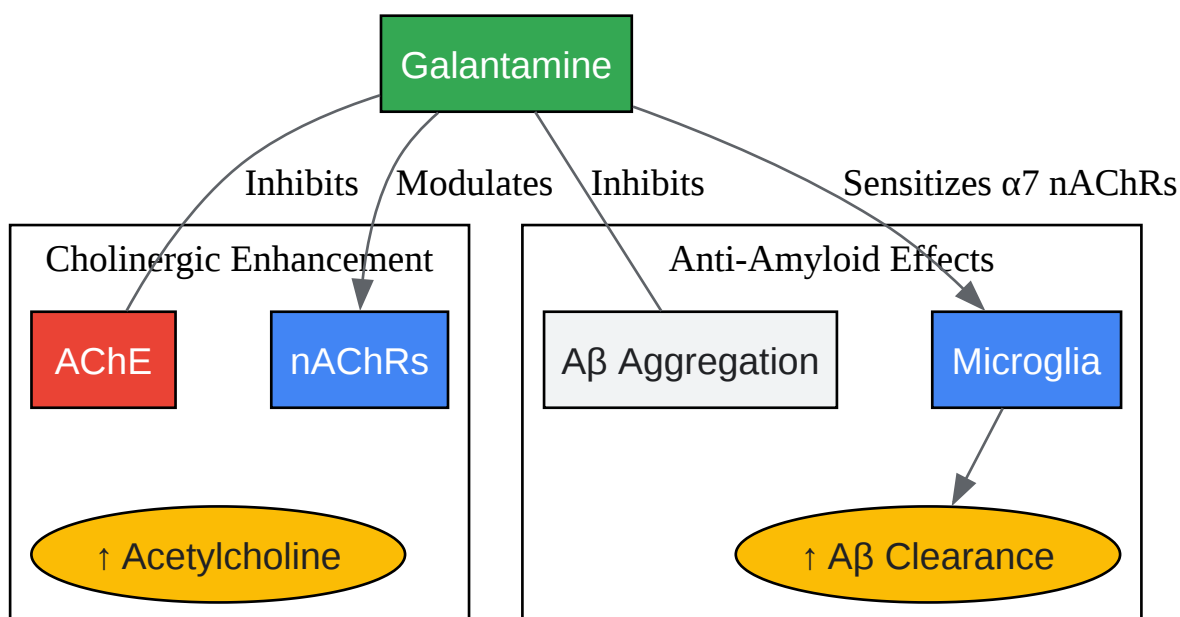 Galantamine
Inhibits
Modulates
Inhibits
Sensitizes α7 nAChRs
Cholinergic Enhancement
Anti-Amyloid Effects
AChE
nAChRs
Aβ Aggregation
Microglia
↑ Acetylcholine
↑ Aβ Clearance